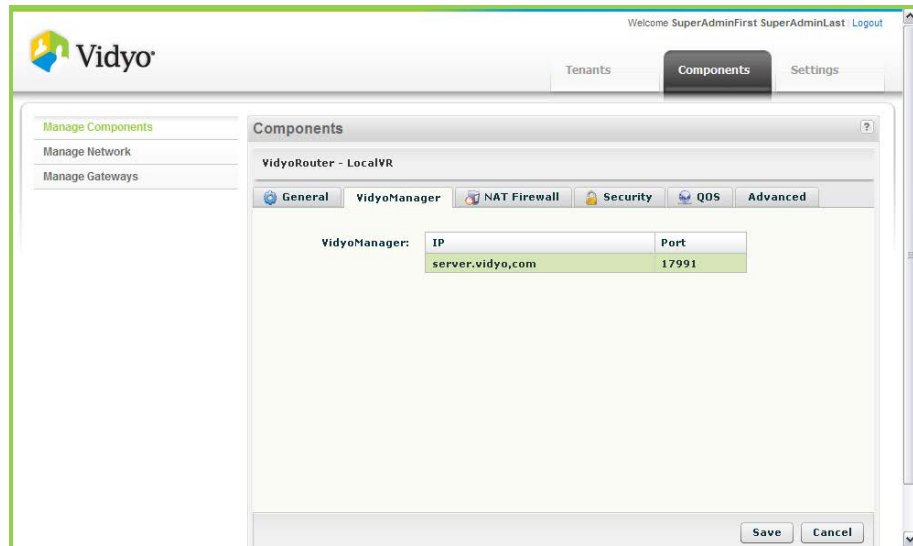 Welcome SuperAdminFirst SuperAdminLast | Logout
Vidyo
Tenants
Components
Settings
Manage Components
Manage Network
Manage Gateways
Components
?
VidyoRouter - LocalVR
General
VidyoManager
NAT Firewall
Security
QOS
Advanced
VidyoManager:
IP
Port
server.vidyo,com
17991
Save
Cancel